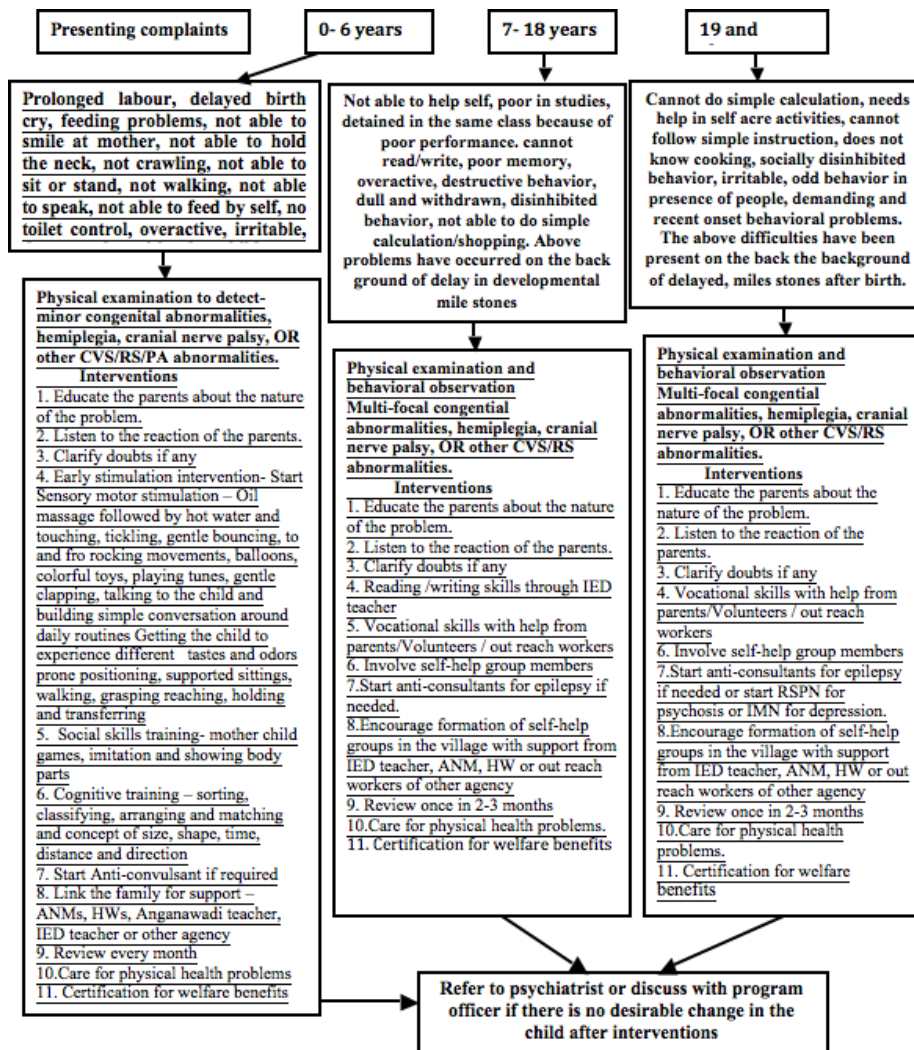 Presenting complaints
0- 6 years
7- 18 years
19 and
Prolonged labour, delayed birth
cry, feeding problems, not able to
smile at mother, not able to hold
the neck, not crawling, not able to
sit or stand, not walking, not able
to speak, not able to feed by self, no
toilet control, overactive, irritable,
Not able to help self, poor in studies,
detained in the same class because of
poor performance. cannot
read/write, poor memory,
overactive, destructive behavior,
dull and withdrawn, disinhibited
behavior, not able to do simple
calculation/shopping. Above
problems have occurred on the back
ground of delay in developmental
mile stones
Cannot do simple calculation, needs
help in self acre activities, cannot
follow simple instruction, does not
know cooking, socially disinhibited
behavior, irritable, odd behavior in
presence of people, demanding and
recent onset behavioral problems.
The above difficulties have been
present on the back the background
of delayed, miles stones after birth.
Physical examination to detect-
minor congenital abnormalities,
hemiplegia, cranial nerve palsy, OR
other CVS/RS/PA abnormalities.
Interventions
1. Educate the parents about the nature
of the problem.
2. Listen to the reaction of the parents.
3. Clarify doubts if any
4. Early stimulation intervention- Start
Sensory motor stimulation – Oil
massage followed by hot water and
touching, tickling, gentle bouncing, to
and fro rocking movements, balloons,
colorful toys, playing tunes, gentle
clapping, talking to the child and
building simple conversation around
daily routines Getting the child to
experience different tastes and odors
prone positioning, supported sittings,
walking, grasping reaching, holding
and transferring
5. Social skills training- mother child
games, imitation and showing body
parts
6. Cognitive training – sorting,
classifying, arranging and matching
and concept of size, shape, time,
distance and direction
7. Start Anti-convulsant if required
8. Link the family for support –
ANMs, HWs, Anganawadi teacher,
IED teacher or other agency
9. Review every month
10.Care for physical health problems
11. Certification for welfare benefits
Physical examination and
behavioral observation
Multi-focal congential
abnormalities, hemiplegia, cranial
nerve palsy, OR other CVS/RS
abnormalities.
Interventions
1. Educate the parents about the nature
of the problem.
2. Listen to the reaction of the parents.
3. Clarify doubts if any
4. Reading /writing skills through IED
teacher
5. Vocational skills with help from
parents/Volunteers / out reach workers
6. Involve self-help group members
7.Start anti-consultants for epilepsy if
needed.
8.Encourage formation of self-help
groups in the village with support from
IED teacher, ANM, HW or out reach
workers of other agency
9. Review once in 2-3 months
10.Care for physical health problems.
11. Certification for welfare benefits
Physical examination and
behavioral observation
Multi-focal congenital
abnormalities, hemiplegia, cranial
nerve palsy, OR other CVS/RS
abnormalities.
Interventions
1. Educate the parents about the
nature of the problem.
2. Listen to the reaction of the
parents.
3. Clarify doubts if any
4. Vocational skills with help from
parents/Volunteers / out reach
workers
6. Involve self-help group members
7.Start anti-consultants for epilepsy
if needed or start RSPN for
psychosis or IMN for depression.
8.Encourage formation of self-help
groups in the village with support
from IED teacher, ANM, HW or out
reach workers of other agency
9. Review once in 2-3 months
10.Care for physical health
problems.
11. Certification for welfare
benefits
Refer to psychiatrist or discuss with program
officer if there is no desirable change in the
child after interventions